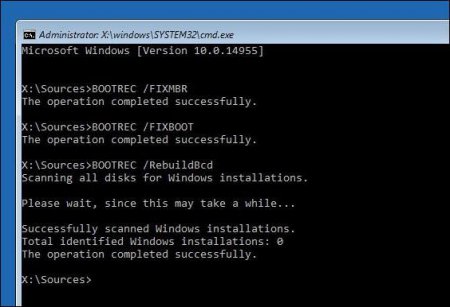 Administrator: X:\windows\SYSTEM32\cmd.exe
Microsoft Windows [Version 10.0.14955]
X:\Sources>BOOTREC /FIXMBR
The operation completed successfully.
X:\Sources>BOOTREC /FIXBOOT
The operation completed successfully.
X:\Sources>BOOTREC /RebuildBcd
Scanning all disks for Windows installations.
Please wait, since this may take a while...
Successfully scanned Windows installations.
Total identified Windows installations: 0
The operation completed successfully.
X:\Sources>